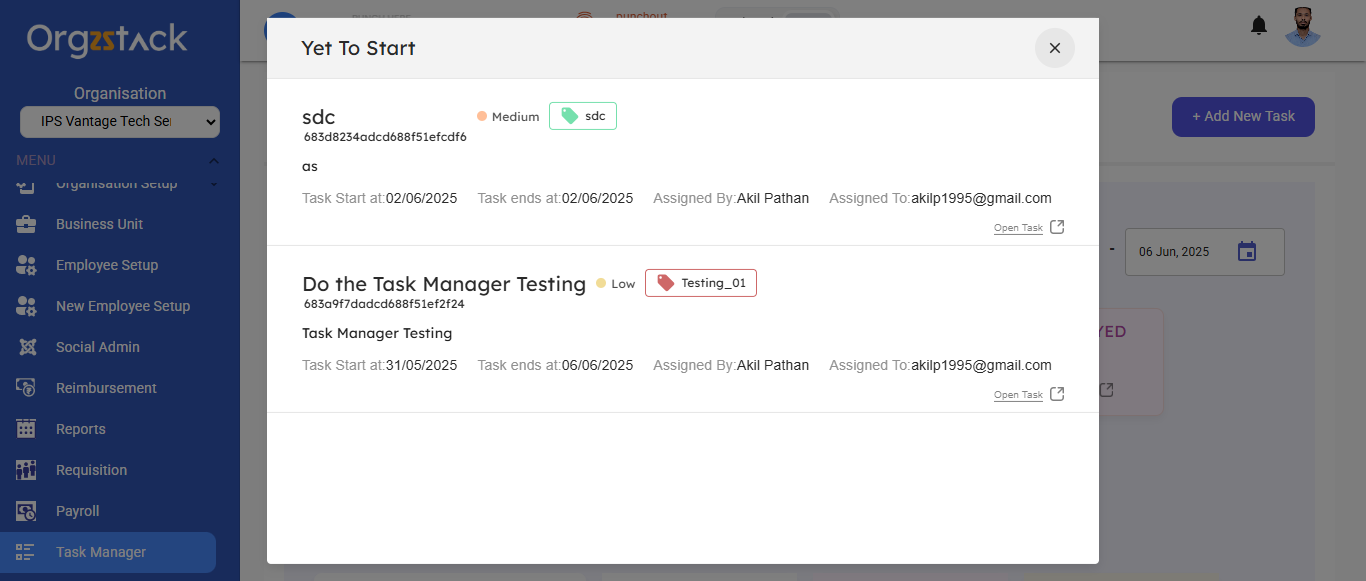 Orgzstack
Organisation
IPS Vantage Tech Ser
MENU
Organisation Setup
Business Unit
Employee Setup
New Employee Setup
Social Admin
Reimbursement
Reports
Requisition
Payroll
Task Manager
punchout
+ Add New Task
- 06 Jun, 2025
YED
Yet To Start
sdc Medium sdc
683d8234adcd688f51efcdf6
as
Task Start at:02/06/2025 Task ends at:02/06/2025 Assigned By:Akil Pathan Assigned To:akilp1995@gmail.com
Open Task
Do the Task Manager Testing Low Testing_01
683a9f7dadcd688f51ef2f24
Task Manager Testing
Task Start at:31/05/2025 Task ends at:06/06/2025 Assigned By:Akil Pathan Assigned To:akilp1995@gmail.com
Open Task